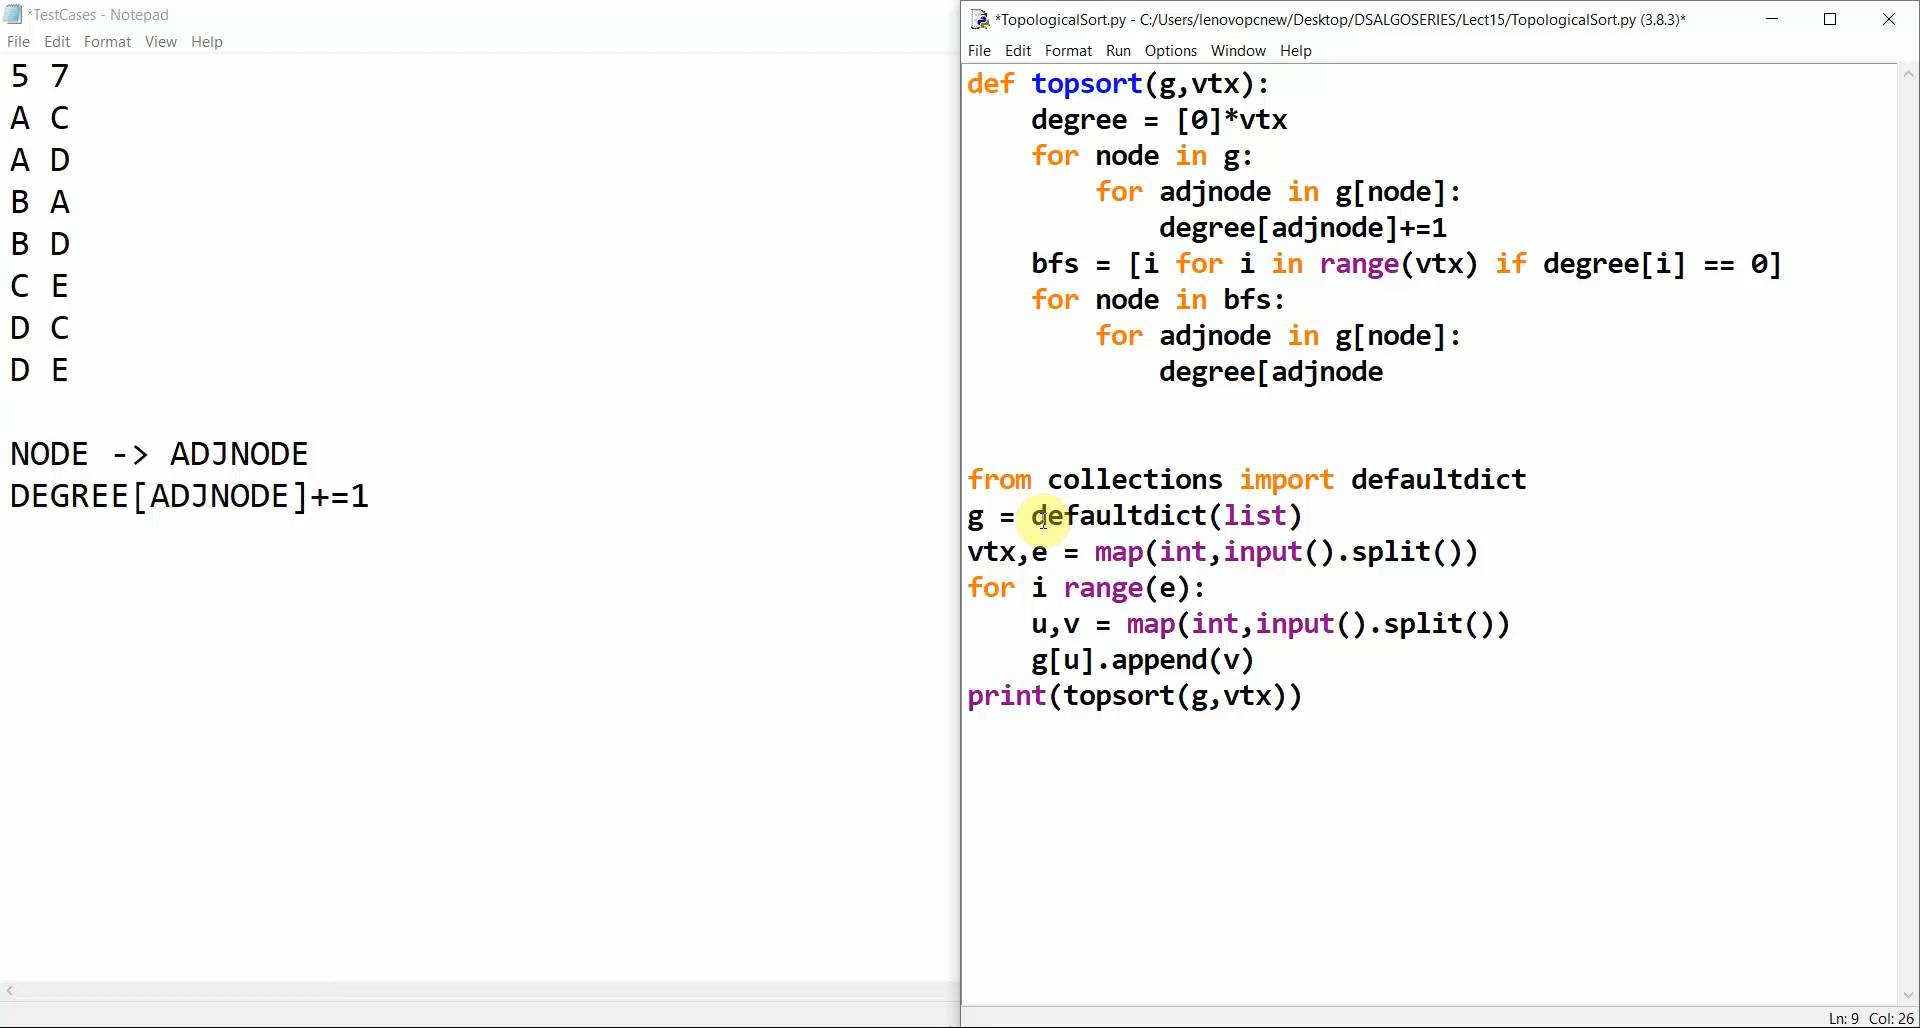 *TestCases - Notepad
File Edit Format View Help
5 7
A C
A D
B A
B D
C E
D C
D E
NODE -> ADJNODE
DEGREE[ADJNODE]+=1
*TopologicalSort.py - C:/Users/lenovopcnew/Desktop/DSALGOSERIES/Lect15/TopologicalSort.py (3.8.3)*
File Edit Format Run Options Window Help
def topsort(g,vtx):
    degree = [0]*vtx
    for node in g:
        for adjnode in g[node]:
            degree[adjnode]+=1
    bfs = [i for i in range(vtx) if degree[i] == 0]
    for node in bfs:
        for adjnode in g[node]:
            degree[adjnode
from collections import defaultdict
g = defaultdict(list)
vtx,e = map(int,input().split())
for i range(e):
    u,v = map(int,input().split())
    g[u].append(v)
print(topsort(g,vtx))
Ln: 9 Col: 26